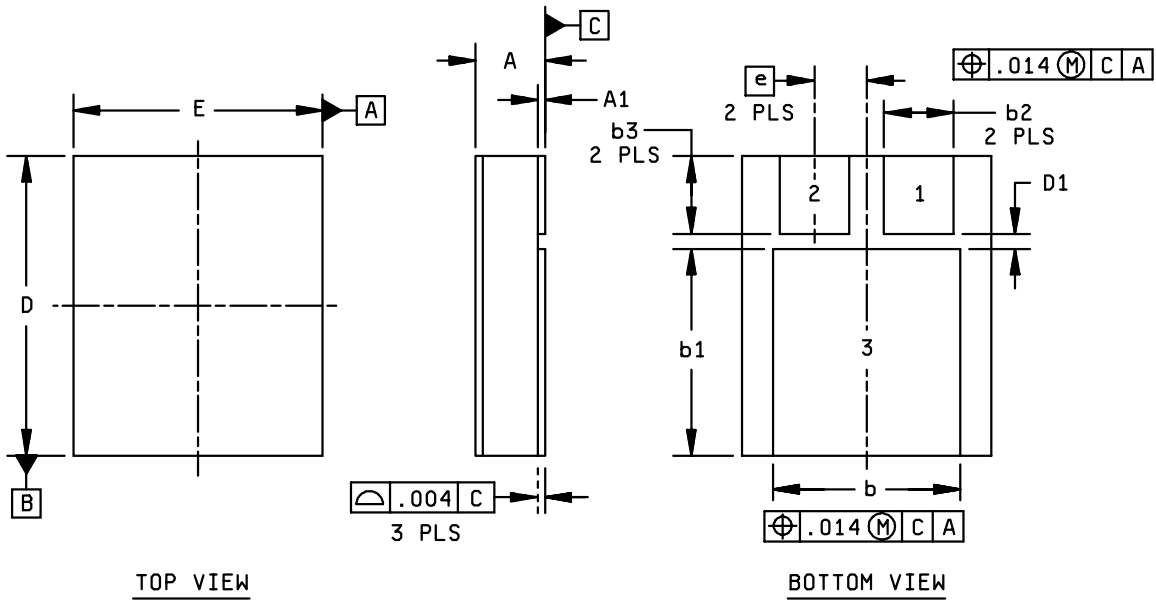 C
A
e
.014 M C A
E
A
A1
2 PLS
b2
b3
2 PLS
2 PLS
D1
2
1
D
b1
3
B
.004 C
b
3 PLS
.014 M C A
TOP VIEW
BOTTOM VIEW